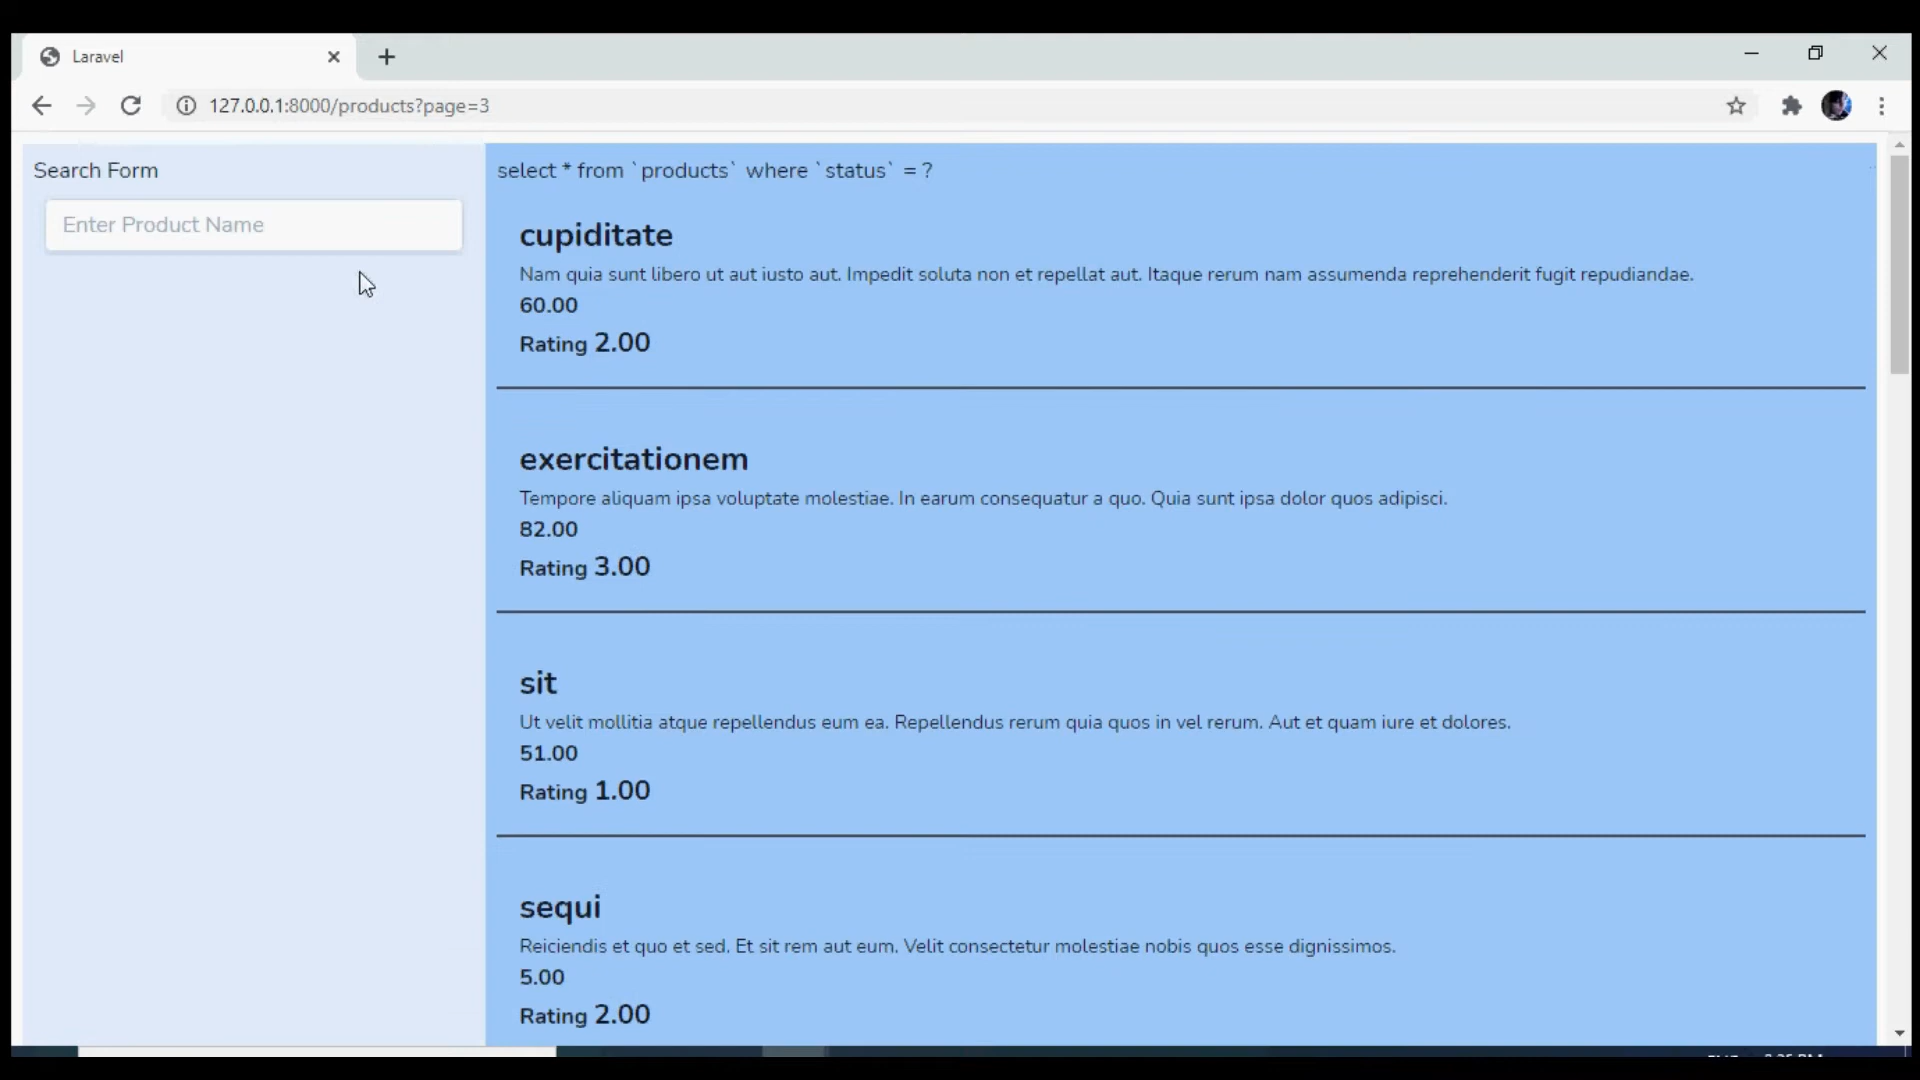 Laravel
127.0.0.1:8000/products?page=3
Search Form
Enter Product Name
select * from `products` where `status` = ?
cupiditate
Nam quia sunt libero ut aut iusto aut. Impedit soluta non et repellat aut. Itaque rerum nam assumenda reprehenderit fugit repudiandae.
60.00
Rating 2.00
exercitationem
Tempore aliquam ipsa voluptate molestiae. In earum consequatur a quo. Quia sunt ipsa dolor quos adipisci.
82.00
Rating 3.00
sit
Ut velit mollitia atque repellendus eum ea. Repellendus rerum quia quos in vel rerum. Aut et quam iure et dolores.
51.00
Rating 1.00
sequi
Reiciendis et quo et sed. Et sit rem aut eum. Velit consectetur molestiae nobis quos esse dignissimos.
5.00
Rating 2.00